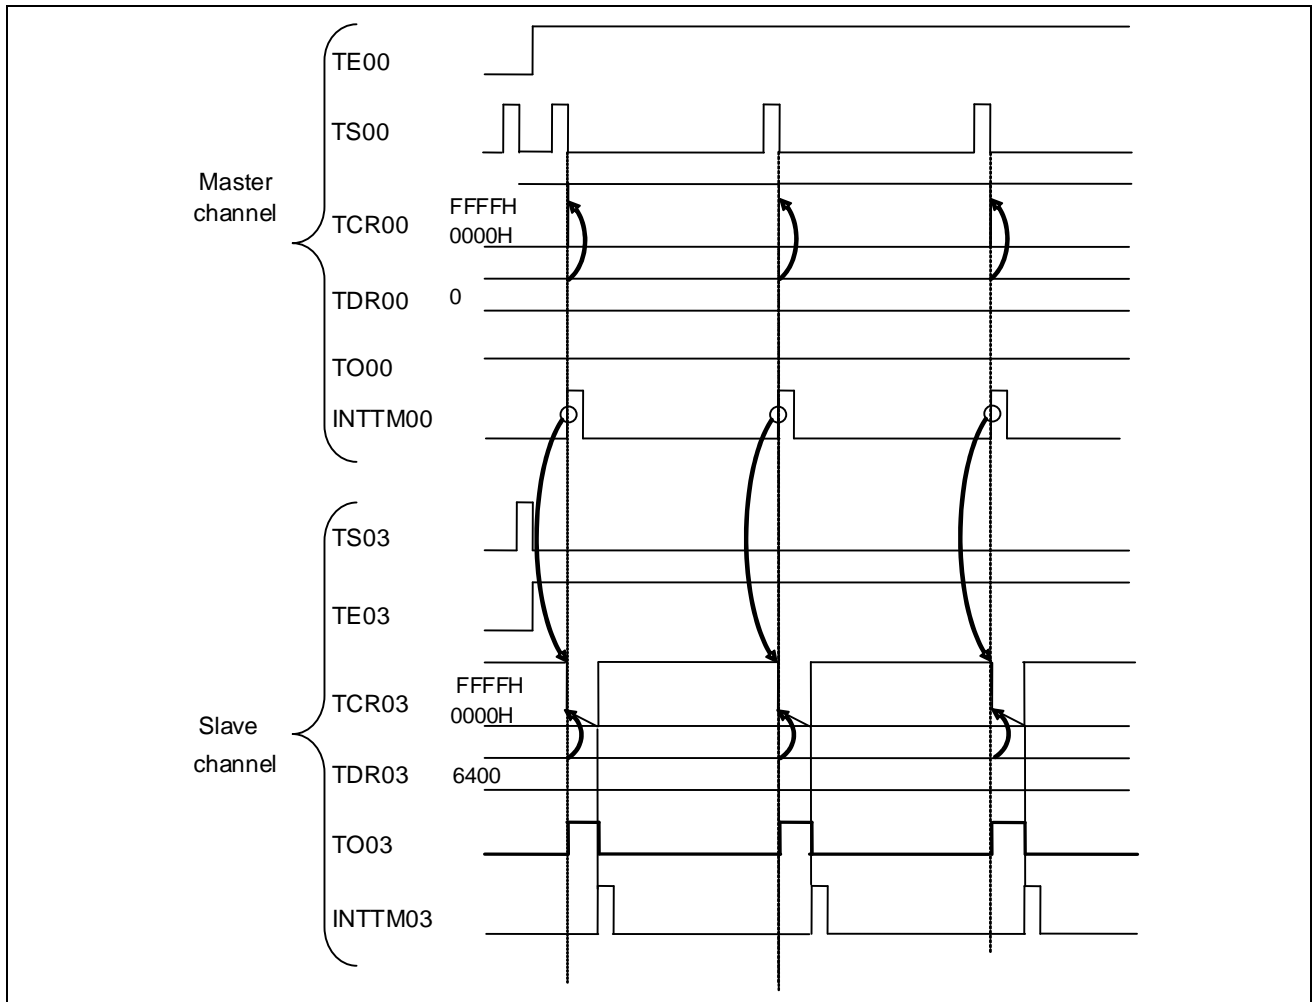 TE00
TS00
Master
channel
TCR00
FFFFH
0000H
TDR00
0
TO00
INTTM00
TS03
TE03
Slave
channel
TCR03
FFFFH
0000H
TDR03
6400
TO03
INTTM03